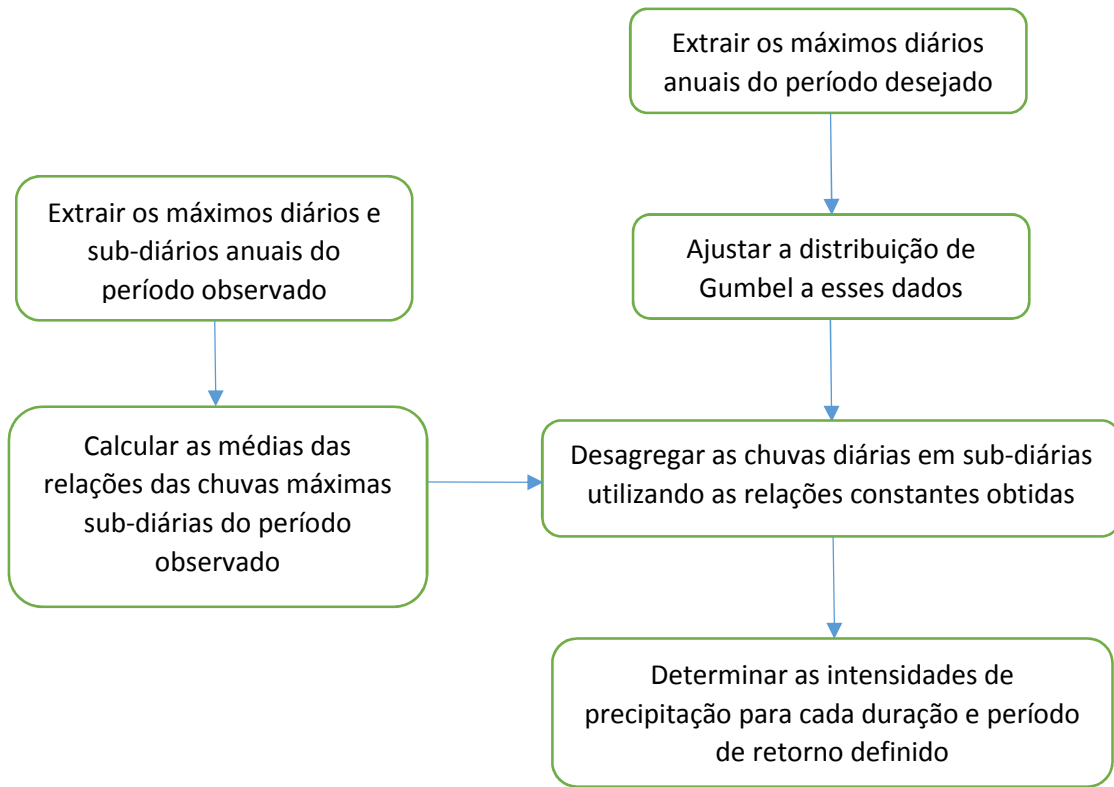 Extrair os máximos diários
anuais do período desejado
Extrair os máximos diários e
sub-diários anuais do
período observado
Ajustar a distribuição de
Gumbel a esses dados
Calcular as médias das
relações das chuvas máximas
sub-diárias do período
observado
Desagregar as chuvas diárias em sub-diárias
utilizando as relações constantes obtidas
Determinar as intensidades de
precipitação para cada duração e período
de retorno definido